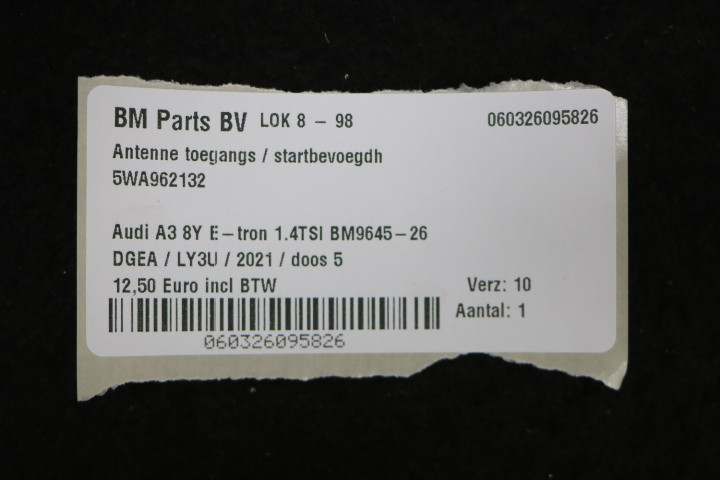 BM Parts BV LOK 8 - 98 060326095826
Antenne toegangs / startbevoegdh
5WA962132
Audi A3 8Y E-tron 1.4TSI BM9645-26
DGEA / LY3U / 2021 / doos 5
12,50 Euro incl BTW Verz: 10
Aantal: 1
060326095826